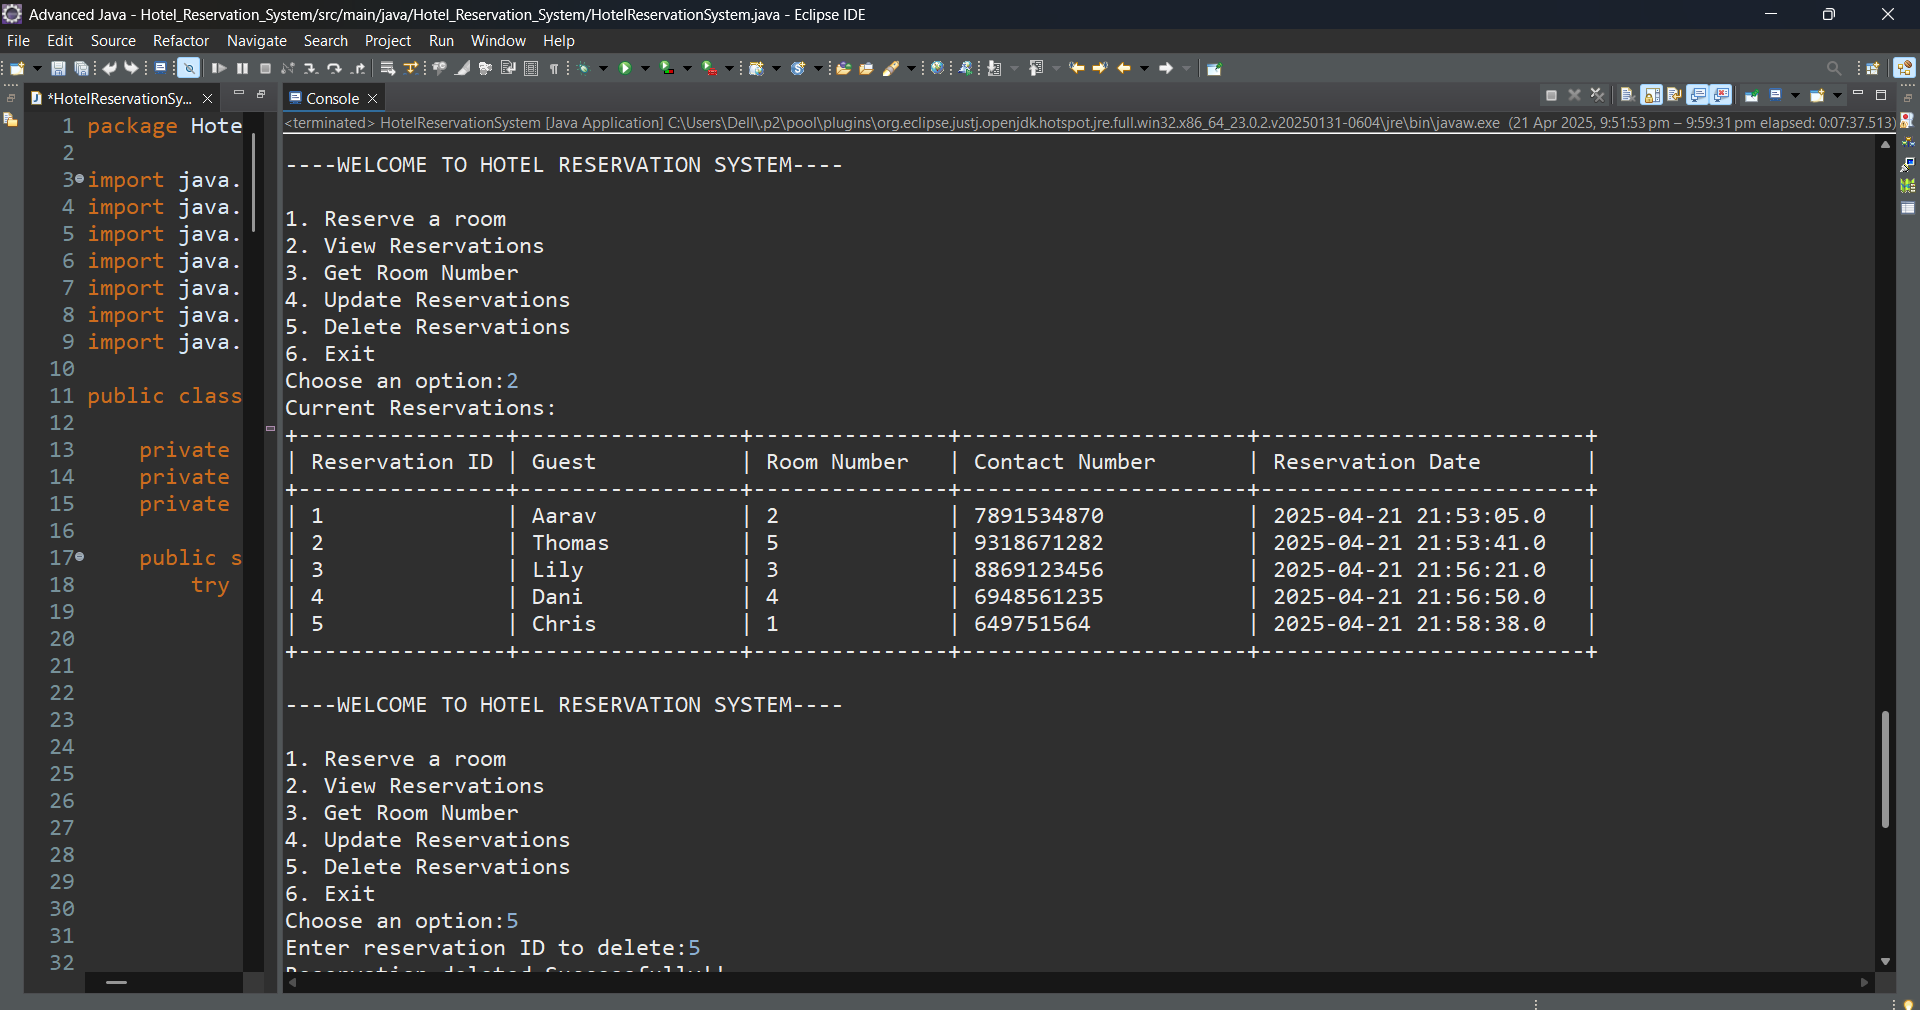 Advanced Java - Hotel_Reservation_System/src/main/java/Hotel_Reservation_System/HotelReservationSystem.java - Eclipse IDE
File Edit Source Refactor Navigate Search Project Run Window Help
*HotelReservationSy...
Console
<terminated> HotelReservationSystem [Java Application] C:\Users\Dell\.p2\pool\plugins\org.eclipse.justj.openjdk.hotspot.jre.full.win32.x86_64_23.0.2.v20250131-0604\jre\bin\javaw.exe (21 Apr 2025, 9:51:53 pm – 9:59:31 pm elapsed: 0:07:37.513)
1 package Hote
2
3 import java.
4 import java.
5 import java.
6 import java.
7 import java.
8 import java.
9 import java.
10
11 public class
12
13 private
14 private
15 private
16
17 public s
18 try
19
20
21
22
23
24
25
26
27
28
29
30
31
32
----WELCOME TO HOTEL RESERVATION SYSTEM----
1. Reserve a room
2. View Reservations
3. Get Room Number
4. Update Reservations
5. Delete Reservations
6. Exit
Choose an option:2
Current Reservations:
+----------------+-----------------+---------------+----------------------+-------------------------+
| Reservation ID | Guest | Room Number | Contact Number | Reservation Date |
+----------------+-----------------+---------------+----------------------+-------------------------+
| 1 | Aarav | 2 | 7891534870 | 2025-04-21 21:53:05.0 |
| 2 | Thomas | 5 | 9318671282 | 2025-04-21 21:53:41.0 |
| 3 | Lily | 3 | 8869123456 | 2025-04-21 21:56:21.0 |
| 4 | Dani | 4 | 6948561235 | 2025-04-21 21:56:50.0 |
| 5 | Chris | 1 | 649751564 | 2025-04-21 21:58:38.0 |
+----------------+-----------------+---------------+----------------------+-------------------------+
----WELCOME TO HOTEL RESERVATION SYSTEM----
1. Reserve a room
2. View Reservations
3. Get Room Number
4. Update Reservations
5. Delete Reservations
6. Exit
Choose an option:5
Enter reservation ID to delete:5
Reservation deleted Successfully!!